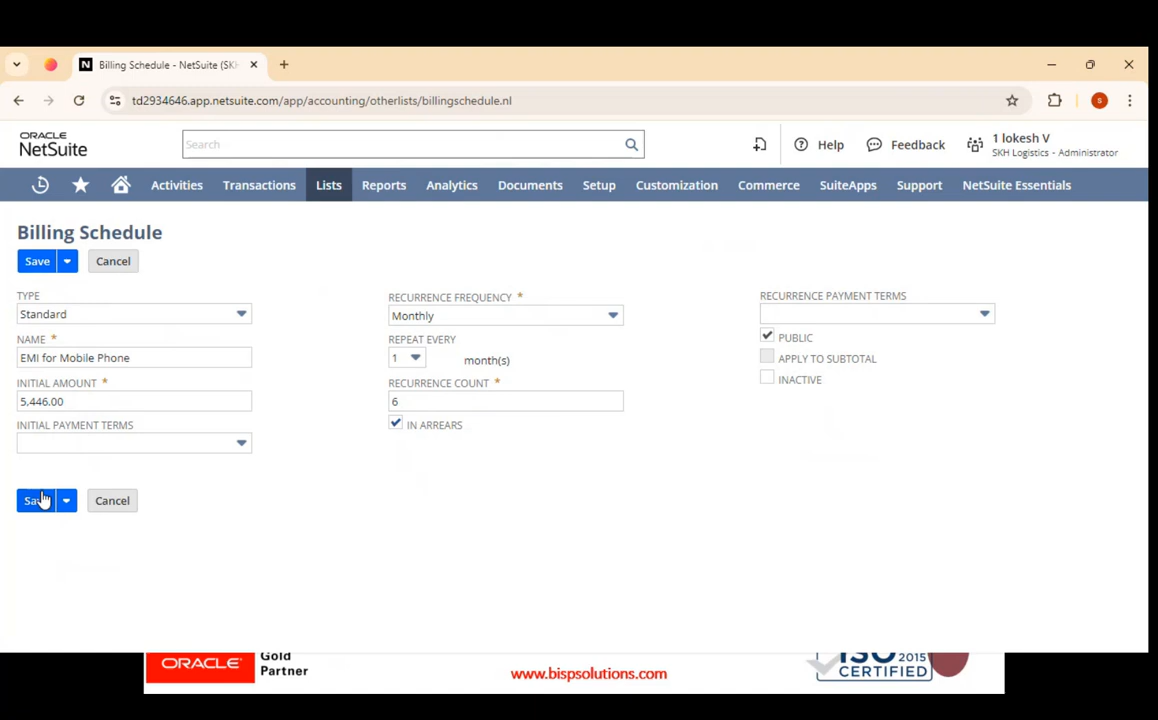 Billing Schedule - NetSuite (SKH
td2934646.app.netsuite.com/app/accounting/otherlists/billingschedule.nl
S
ORACLE
NETSUITE
Search
Help
Feedback
1 lokesh V
SKH Logistics - Administrator
Activities Transactions Lists Reports Analytics Documents Setup Customization Commerce SuiteApps Support NetSuite Essentials
Billing Schedule
Save
Cancel
TYPE
Standard
NAME *
EMI for Mobile Phone
INITIAL AMOUNT *
5,446.00
INITIAL PAYMENT TERMS
RECURRENCE FREQUENCY *
Monthly
REPEAT EVERY
1 month(s)
RECURRENCE COUNT *
6
IN ARREARS
RECURRENCE PAYMENT TERMS
PUBLIC
APPLY TO SUBTOTAL
INACTIVE
Cancel
ORACLE
Gold
Partner
www.bispsolutions.com
ISO 2015
CERTIFIED